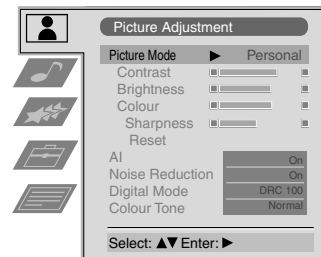 Picture Adjustment
Picture Mode ▶ Personal
Contrast
Brightness
Colour
Sharpness
Reset
AI On
Noise Reduction On
Digital Mode DRC 100
Colour Tone Normal
Select: ▲▼ Enter: ▶